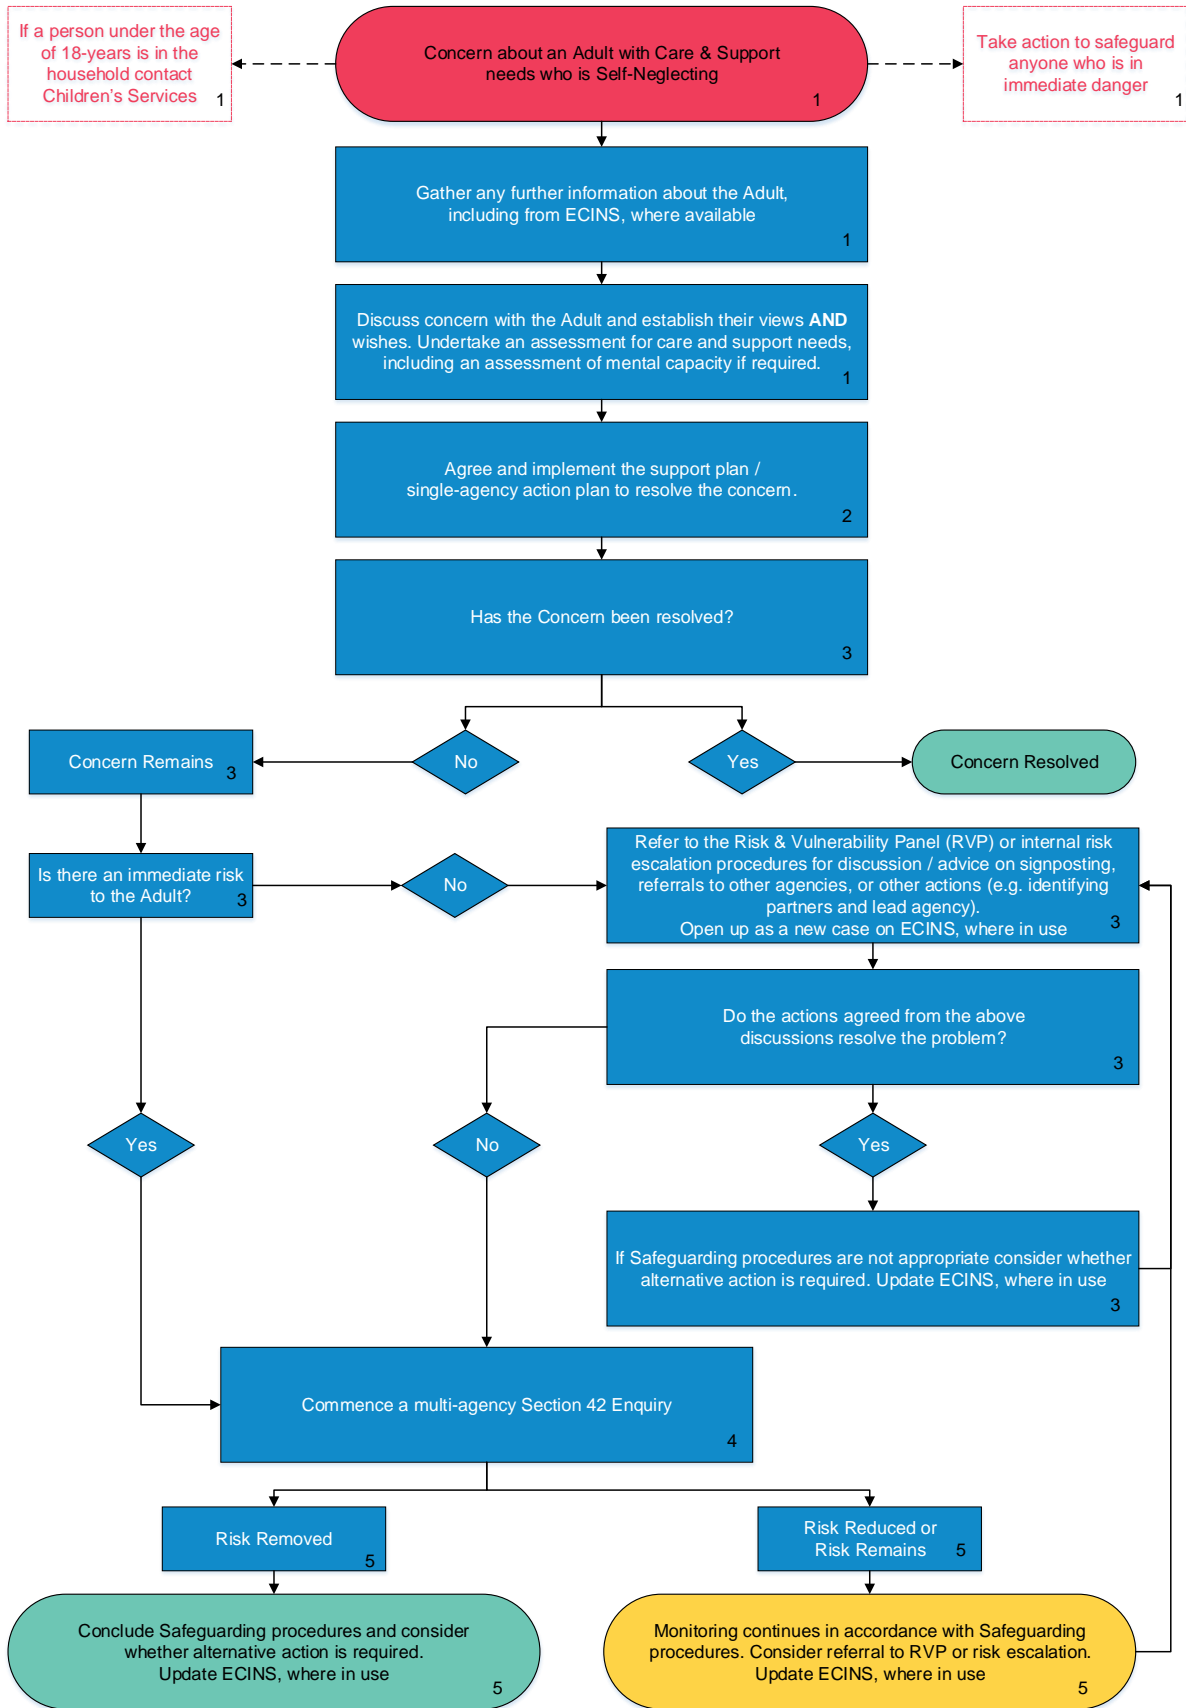 If a person under the age
of 18-years is in the
household contact
Children's Services
1
Concern about an Adult with Care & Support
needs who is Self-Neglecting
1
Take action to safeguard
anyone who is in
immediate danger
1
Gather any further information about the Adult,
including from ECINS, where available
1
Discuss concern with the Adult and establish their views AND
wishes. Undertake an assessment for care and support needs,
including an assessment of mental capacity if required.
1
Agree and implement the support plan /
single-agency action plan to resolve the concern.
2
Has the Concern been resolved?
3
Concern Remains
3
No
Yes
Concern Resolved
Is there an immediate risk
to the Adult?
3
No
Refer to the Risk & Vulnerability Panel (RVP) or internal risk
escalation procedures for discussion / advice on signposting,
referrals to other agencies, or other actions (e.g. identifying
partners and lead agency).
Open up as a new case on ECINS, where in use
3
Do the actions agreed from the above
discussions resolve the problem?
3
Yes
No
Yes
If Safeguarding procedures are not appropriate consider whether
alternative action is required. Update ECINS, where in use
3
Commence a multi-agency Section 42 Enquiry
4
Risk Removed
5
Risk Reduced or
Risk Remains
5
Conclude Safeguarding procedures and consider
whether alternative action is required.
Update ECINS, where in use
5
Monitoring continues in accordance with Safeguarding
procedures. Consider referral to RVP or risk escalation.
Update ECINS, where in use
5